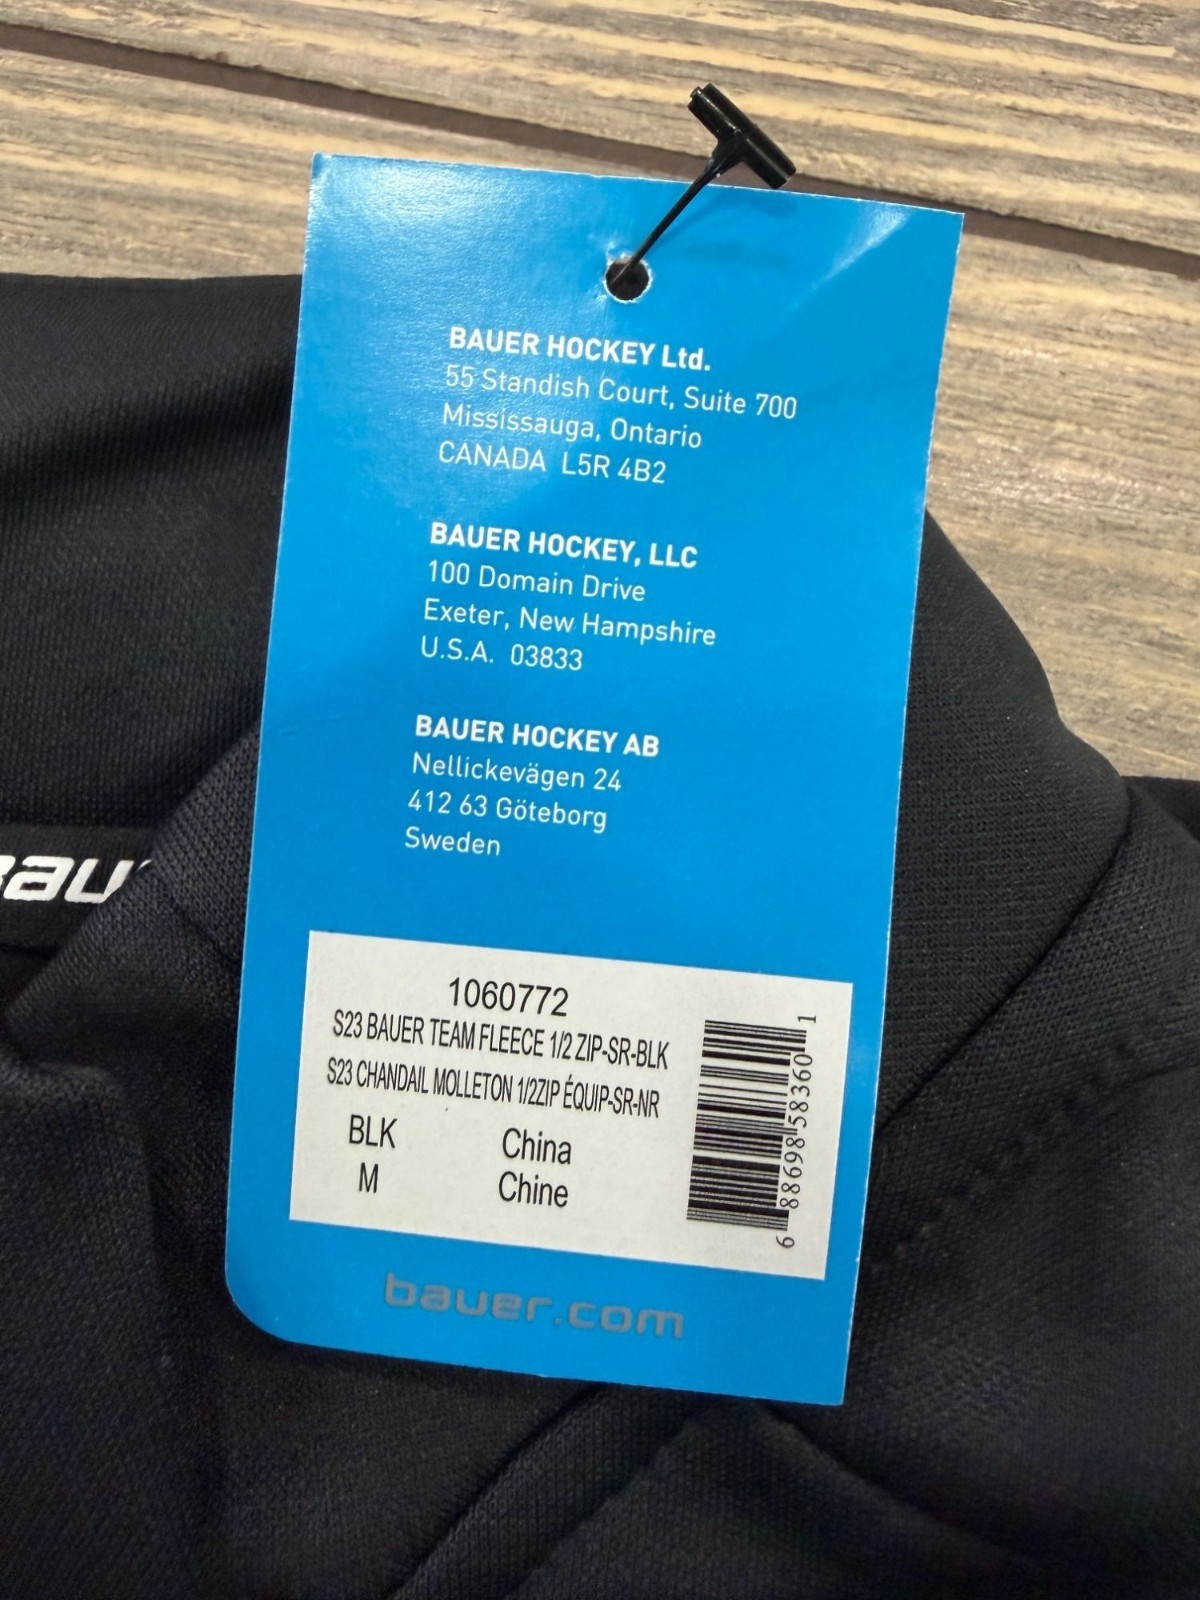 BAUER HOCKEY Ltd.
55 Standish Court, Suite 700
Mississauga, Ontario
CANADA L5R 4B2
BAUER HOCKEY, LLC
100 Domain Drive
Exeter, New Hampshire
U.S.A. 03833
BAUER HOCKEY AB
Nellickevägen 24
412 63 Göteborg
Sweden
1060772
S23 BAUER TEAM FLEECE 1/2 ZIP-SR-BLK
S23 CHANDAIL MOLLETON 1/2ZIP ÉQUIP-SR-NR
BLK China
M Chine
6 88698 58360 1
bauer.com